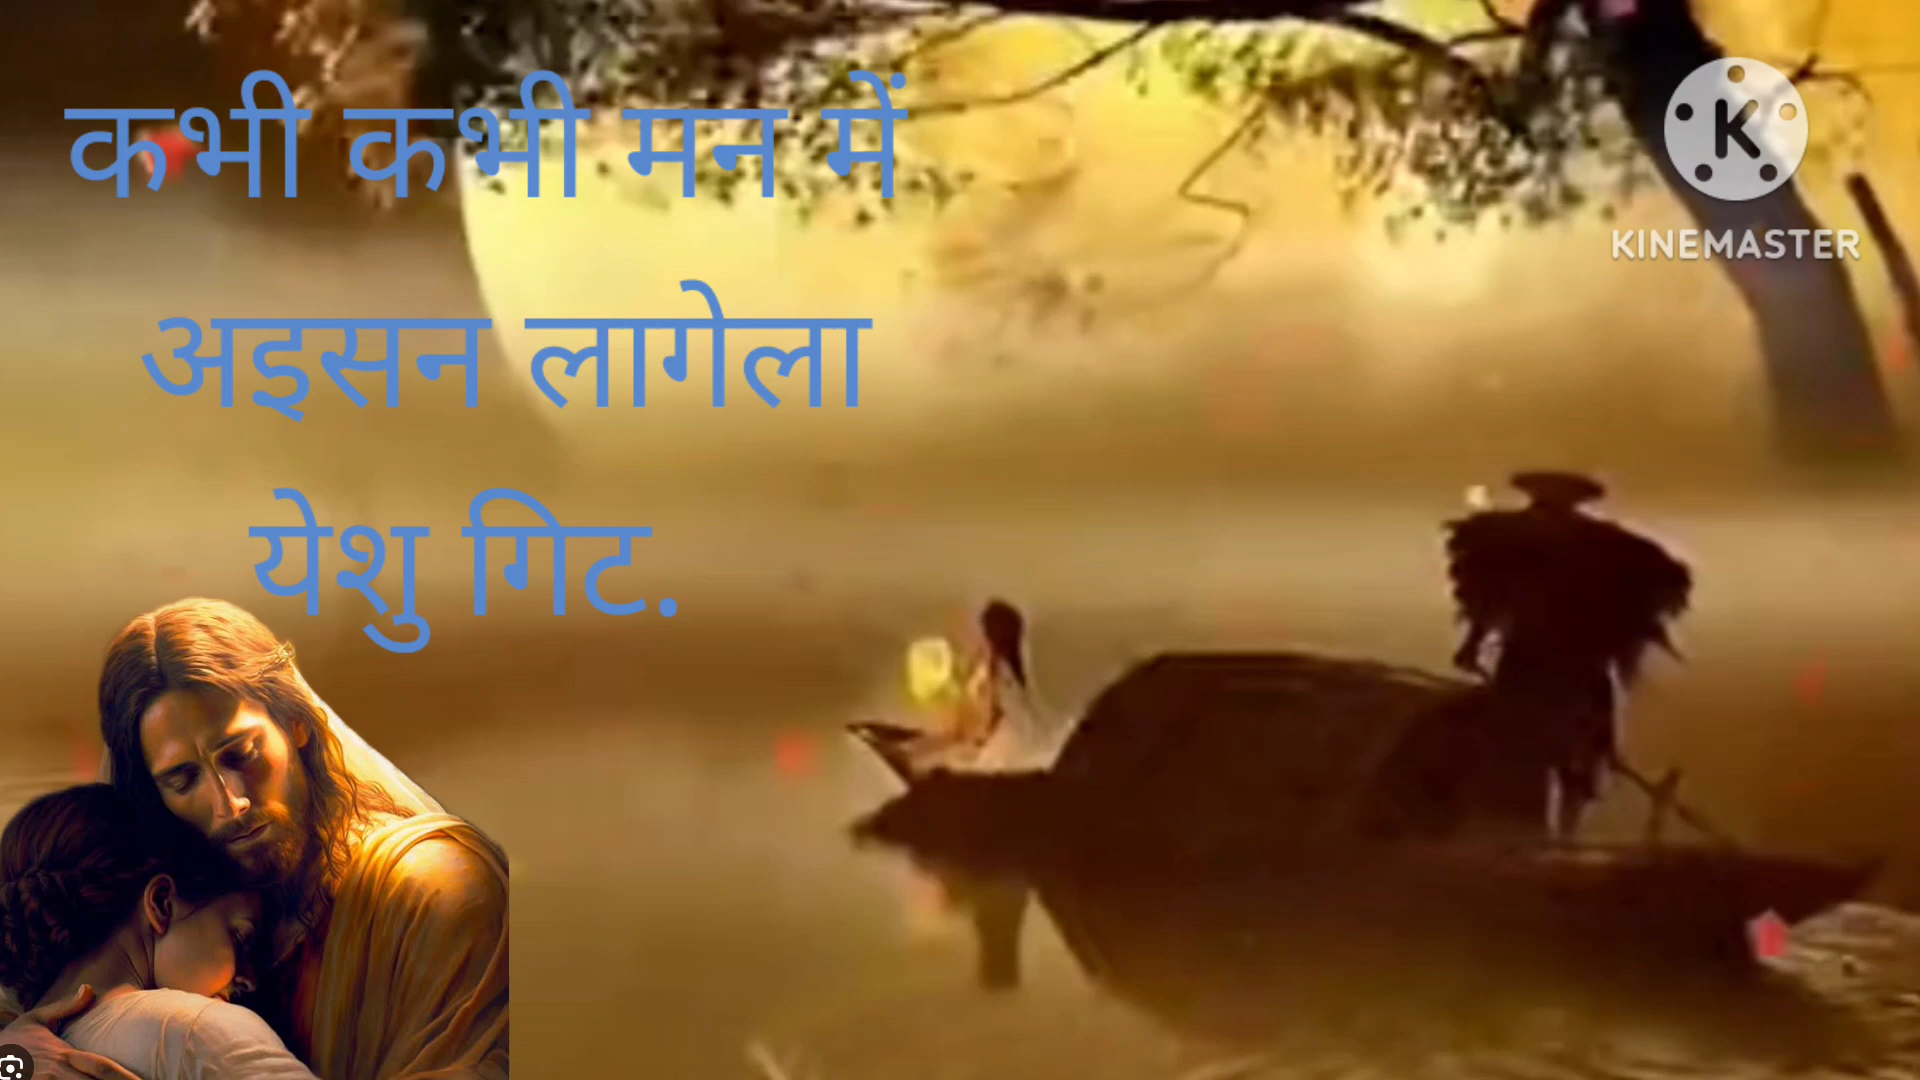 कभी कभी मन में
अइसन लागेला
येशु गिट.
K
KINEMASTER